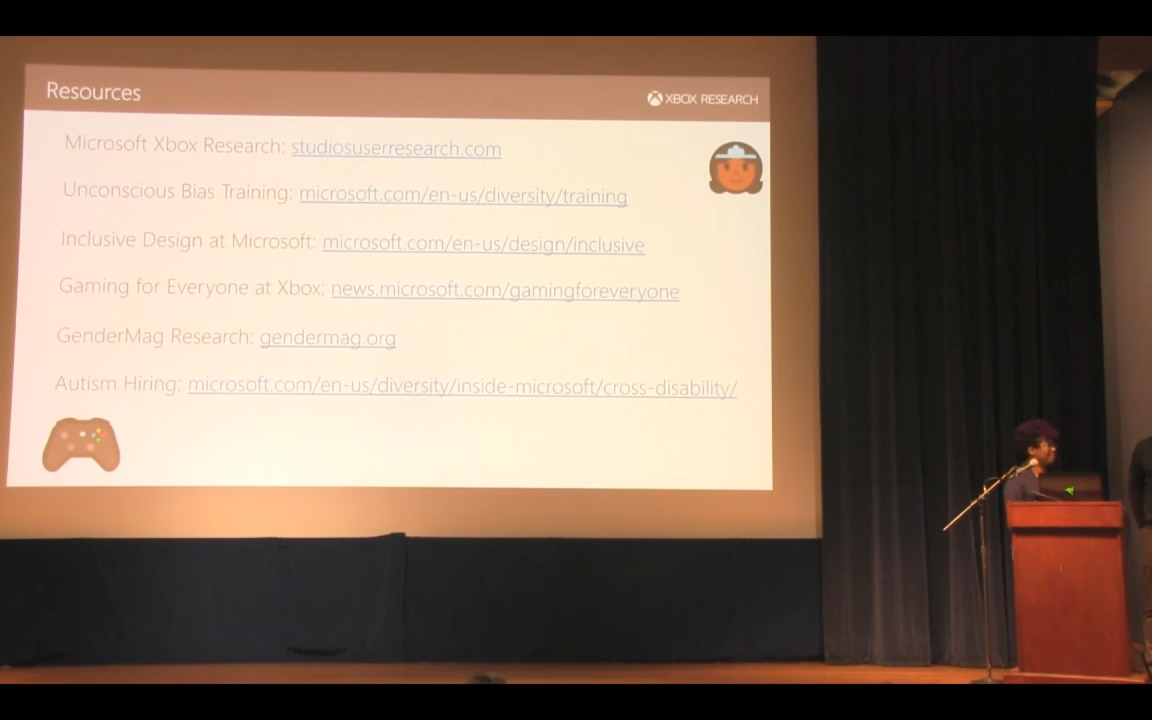 Resources
XBOX RESEARCH
Microsoft Xbox Research: studiosuserresearch.com
Unconscious Bias Training: microsoft.com/en-us/diversity/training
Inclusive Design at Microsoft: microsoft.com/en-us/design/inclusive
Gaming for Everyone at Xbox: news.microsoft.com/gamingforeveryone
GenderMag Research: gendermag.org
Autism Hiring: microsoft.com/en-us/diversity/inside-microsoft/cross-disability/